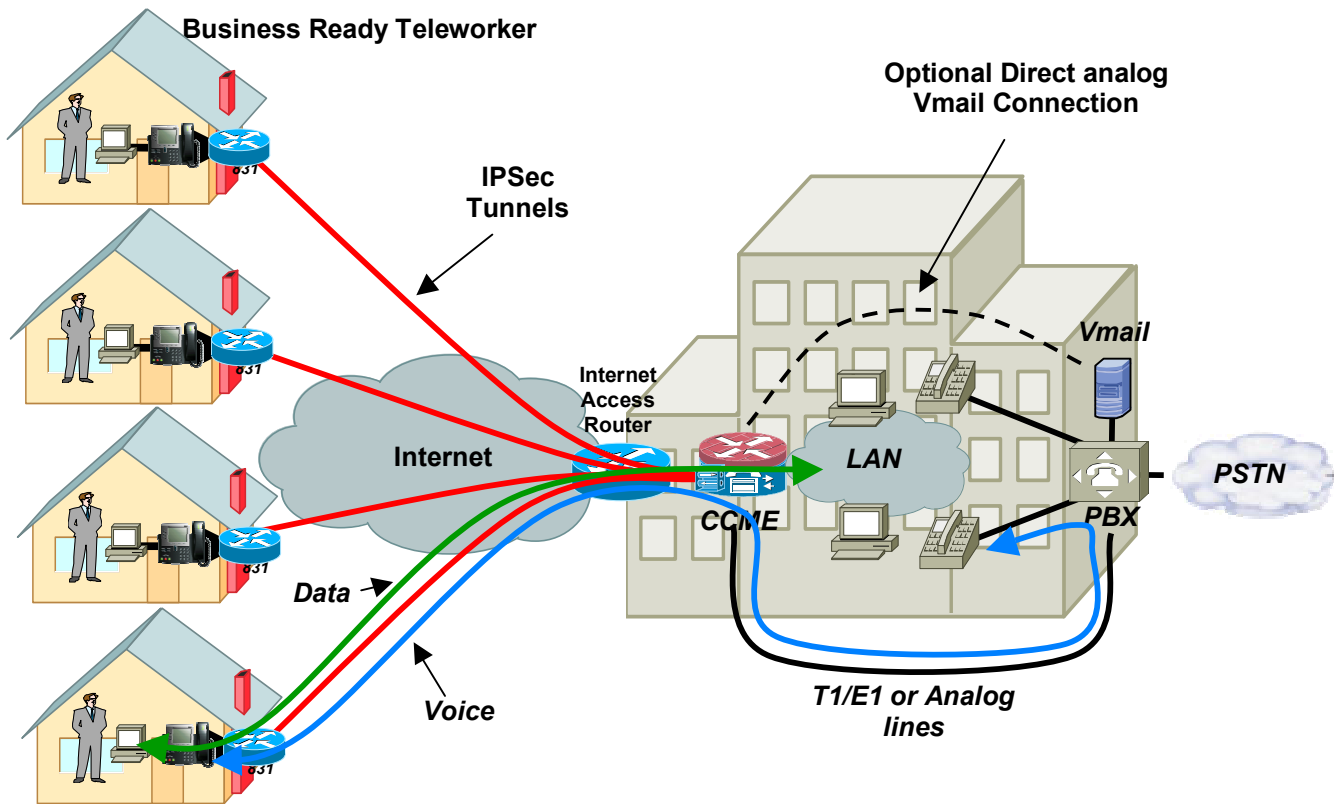 Business Ready Teleworker
Optional Direct analog
Vmail Connection
831
IPSec
Tunnels
831
Vmail
Internet
Access
Router
Internet
LAN
CCME
PBX
PSTN
831
Data
Voice
T1/E1 or Analog
lines
831